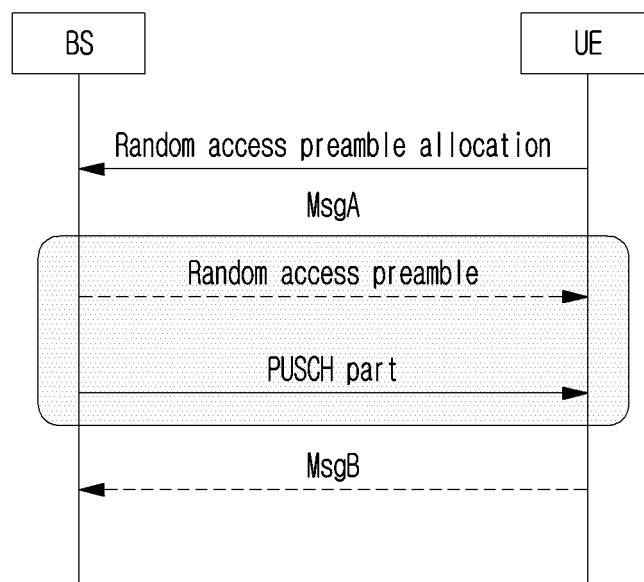 BS
UE
Random access preamble allocation
MsgA
Random access preamble
PUSCH part
MsgB